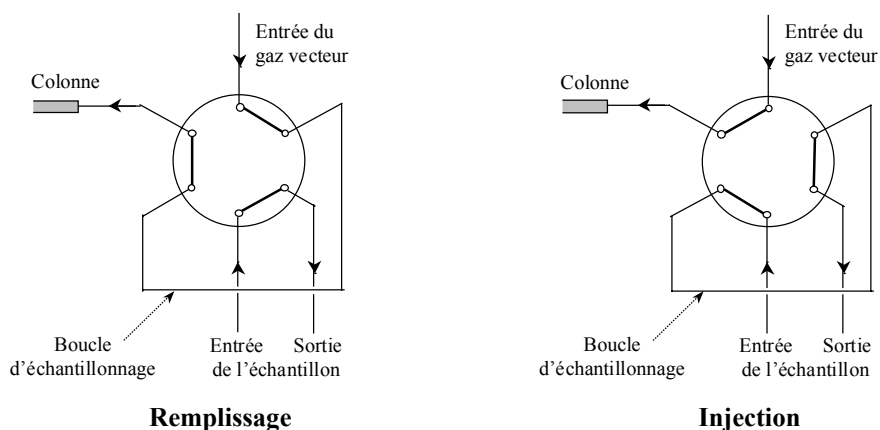 Entrée du
gaz vecteur
Colonne
Boucle
d'échantillonnage
Entrée
de l'échantillon
Sortie
Remplissage
Entrée du
gaz vecteur
Colonne
Boucle
d'échantillonnage
Entrée
de l'échantillon
Sortie
Injection